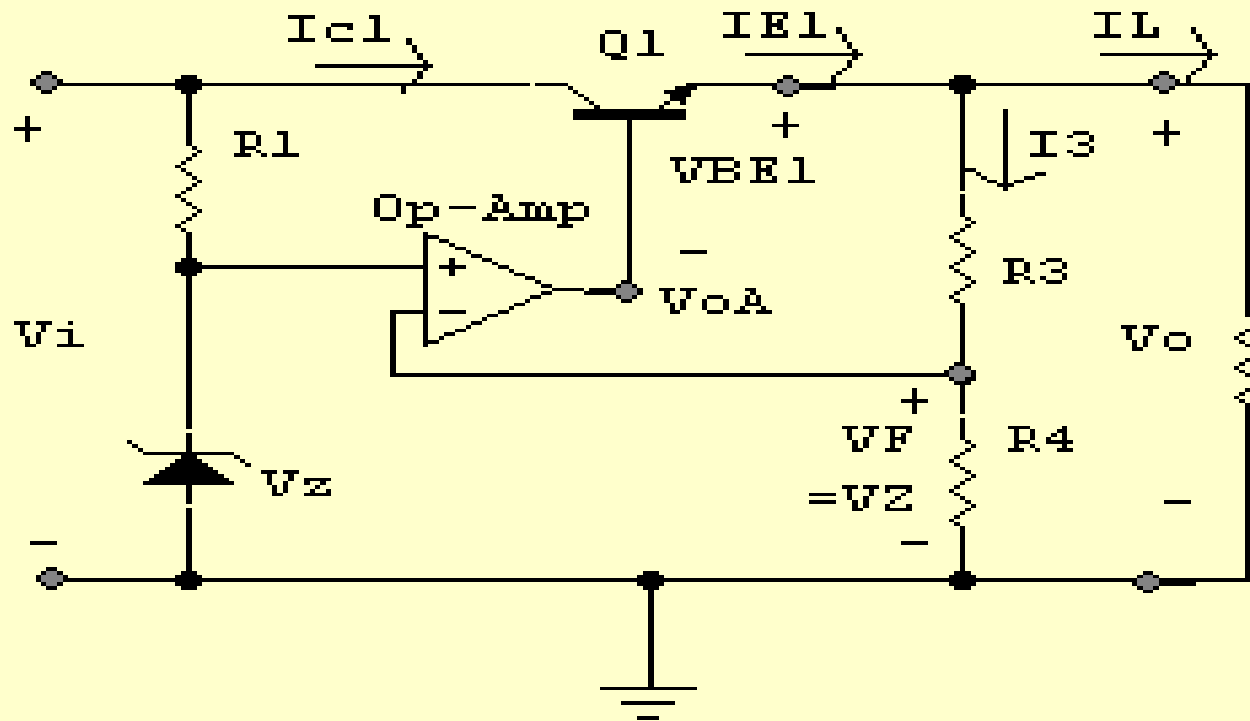 Ic1
Q1
IE1
IL
+
R1
+
VBE1
I3
+
Op-Amp
+
-
R3
Vi
-
VoA
Vo
+
VF
R4
Vz
=VZ
-
-
-